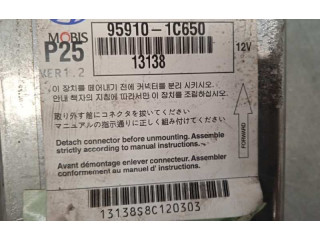 MOBIS
95910-1C650
P25
13138
12V
VER1.2
이 장치를 떼어내기 전에 커넥터를 분리 시키시오.
안내 책자의 지침에 따라서만 이 장치를 조립하십시오.
取り外す前にコネクタを抜いてください。
マニュアルの指示通りに正しく組み付けてください。
Detach connector before unmounting. Assemble
strictly according to manual instructions.
FORWARD
Avant démontage enlever connecteur. Assemblage
conformement au manuel d' instructions.
13138S8C120303